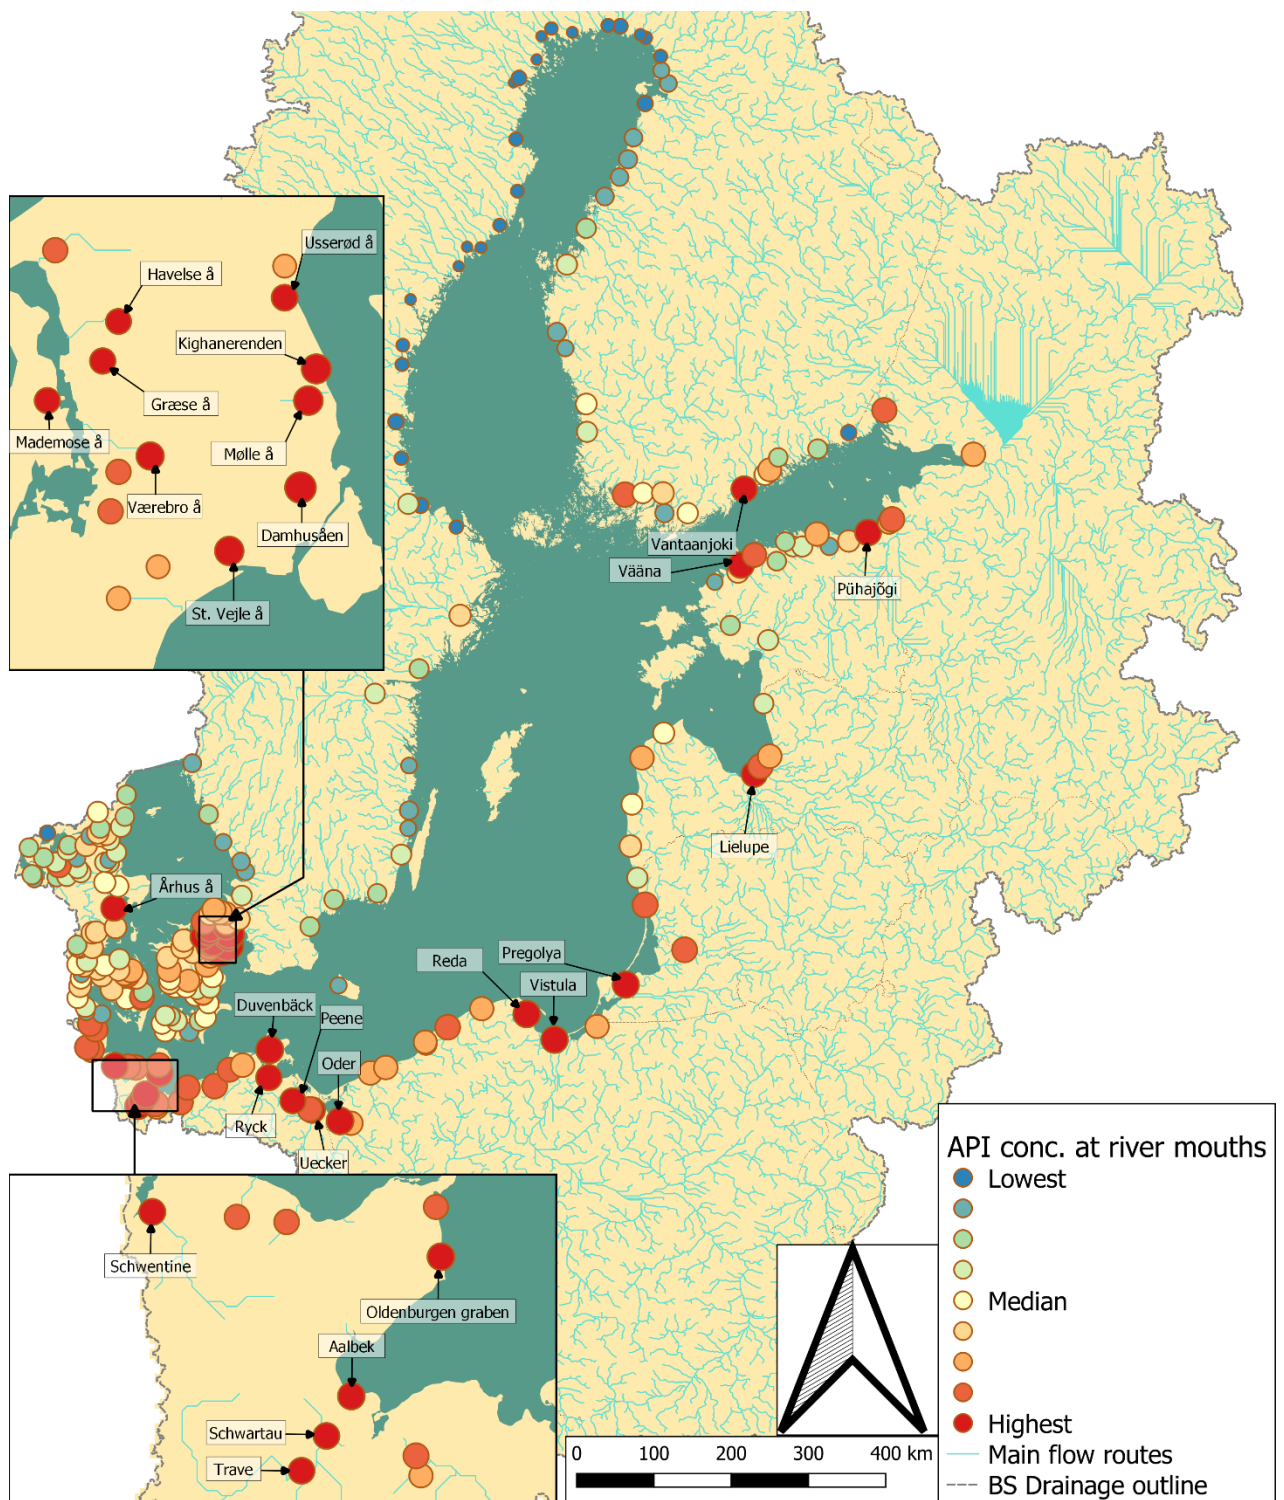 Usserød å
Havelse å
Kighanerenden
Græse å
Mademose å
Mølle å
Værebro å
Damhusåen
St. Vejle å
Vantaanjoki
Vääna
Pühajõgi
Lielupe
Århus å
Pregolya
Reda
Vistula
Duvenbäck
Peene
Oder
Ryck
Uecker
Schwentine
Oldenburgen graben
Aalbek
Schwartau
Trave
0 100 200 300 400 km
API conc. at river mouths
Lowest
Median
Highest
Main flow routes
BS Drainage outline